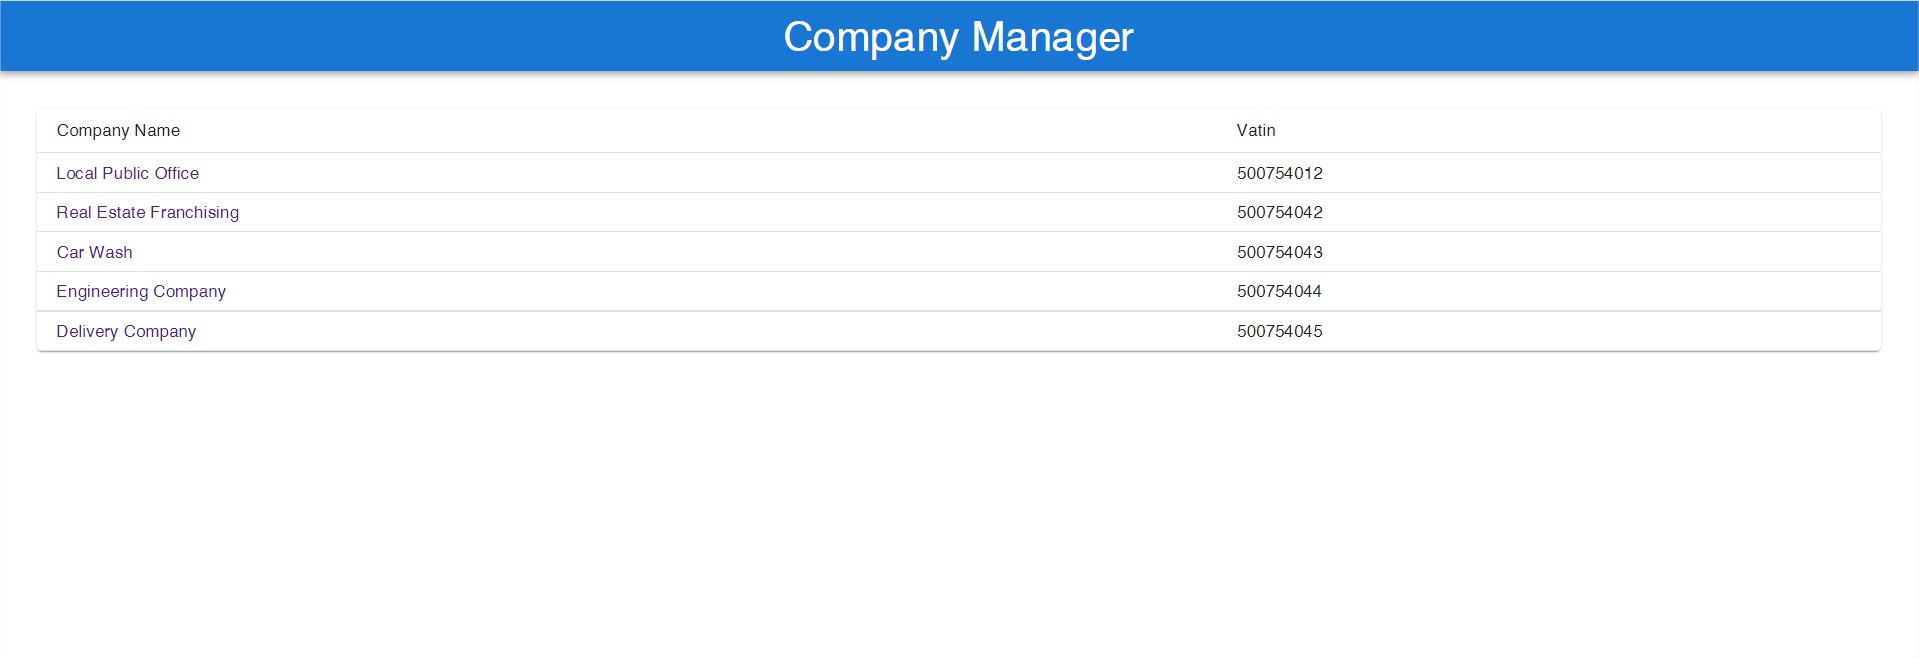 Company Manager
Company Name Vatin
Local Public Office 500754012
Real Estate Franchising 500754042
Car Wash 500754043
Engineering Company 500754044
Delivery Company 500754045